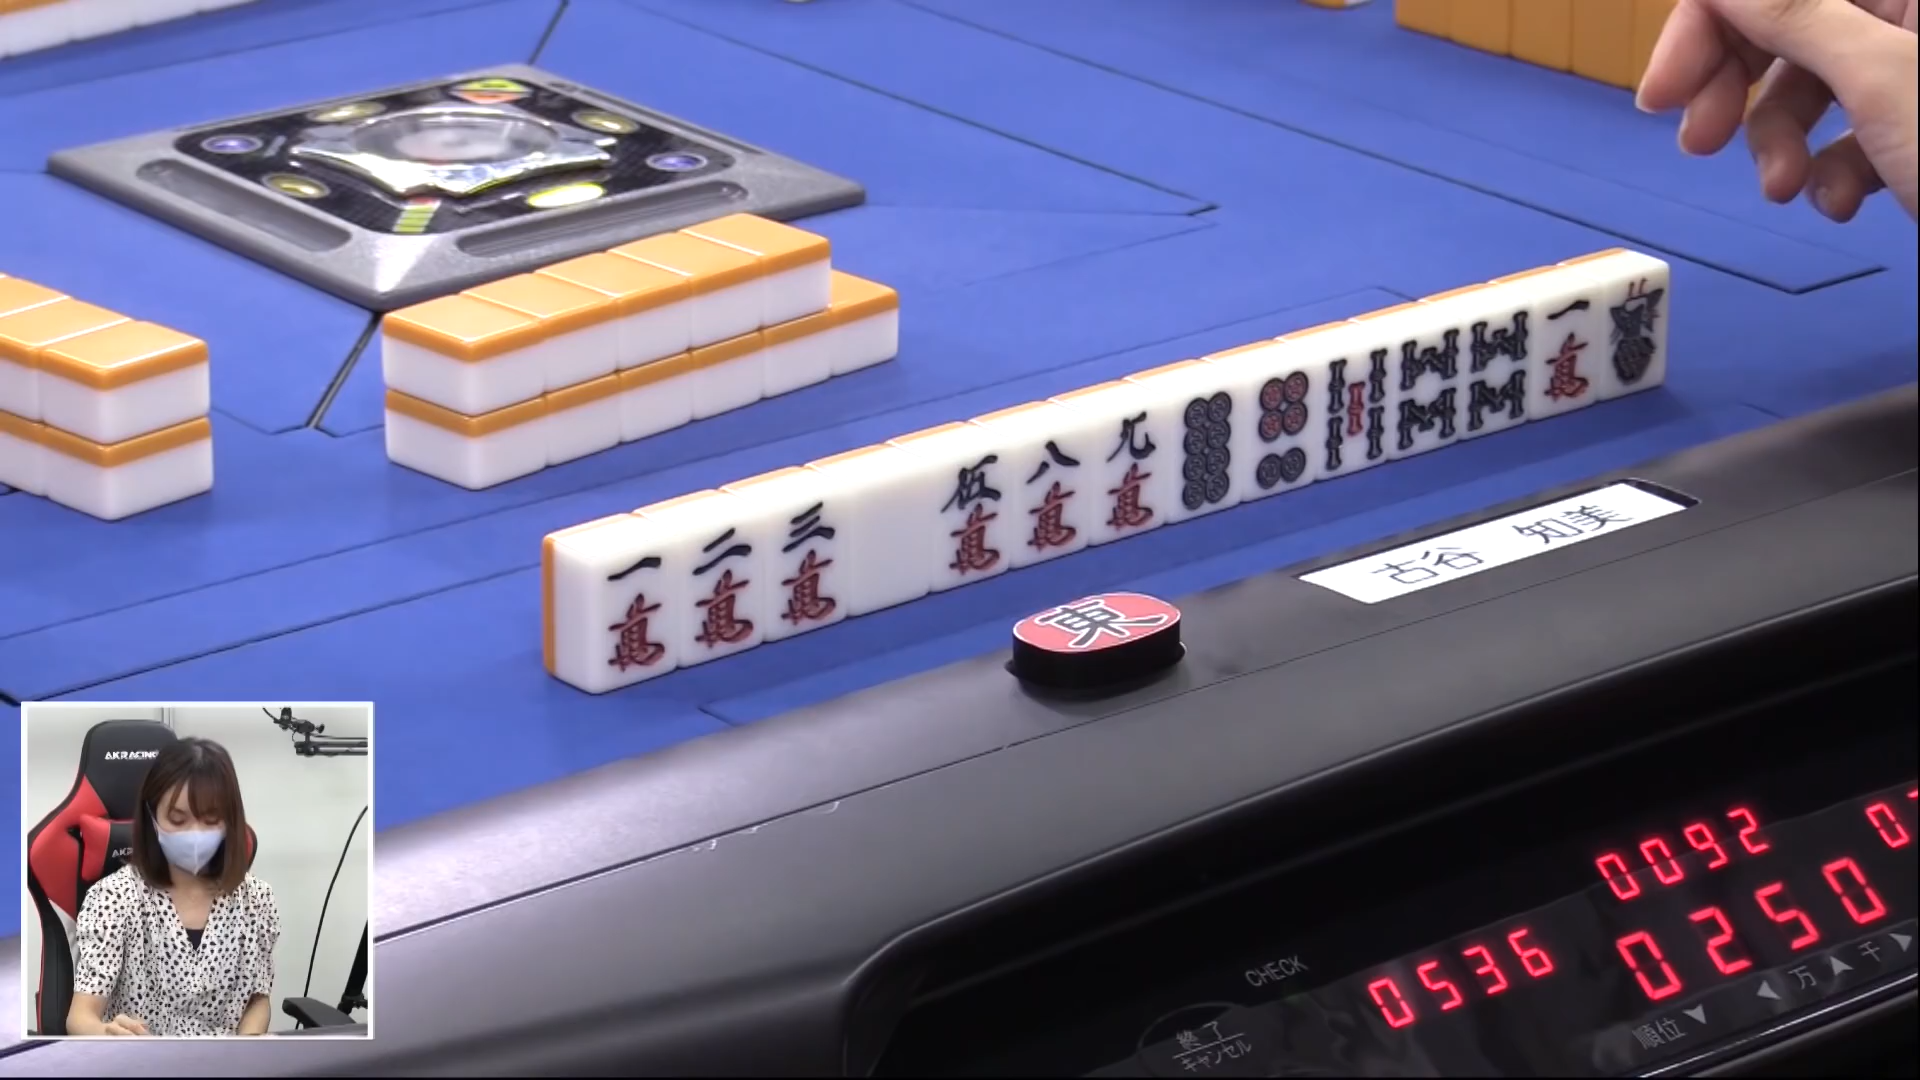 一萬
二萬
三萬
伍萬
八萬
九萬
一萬
古谷 知美
東
AKRACING
0092
0536
0250
CHECK
終了
キャンセル
順位
万
千